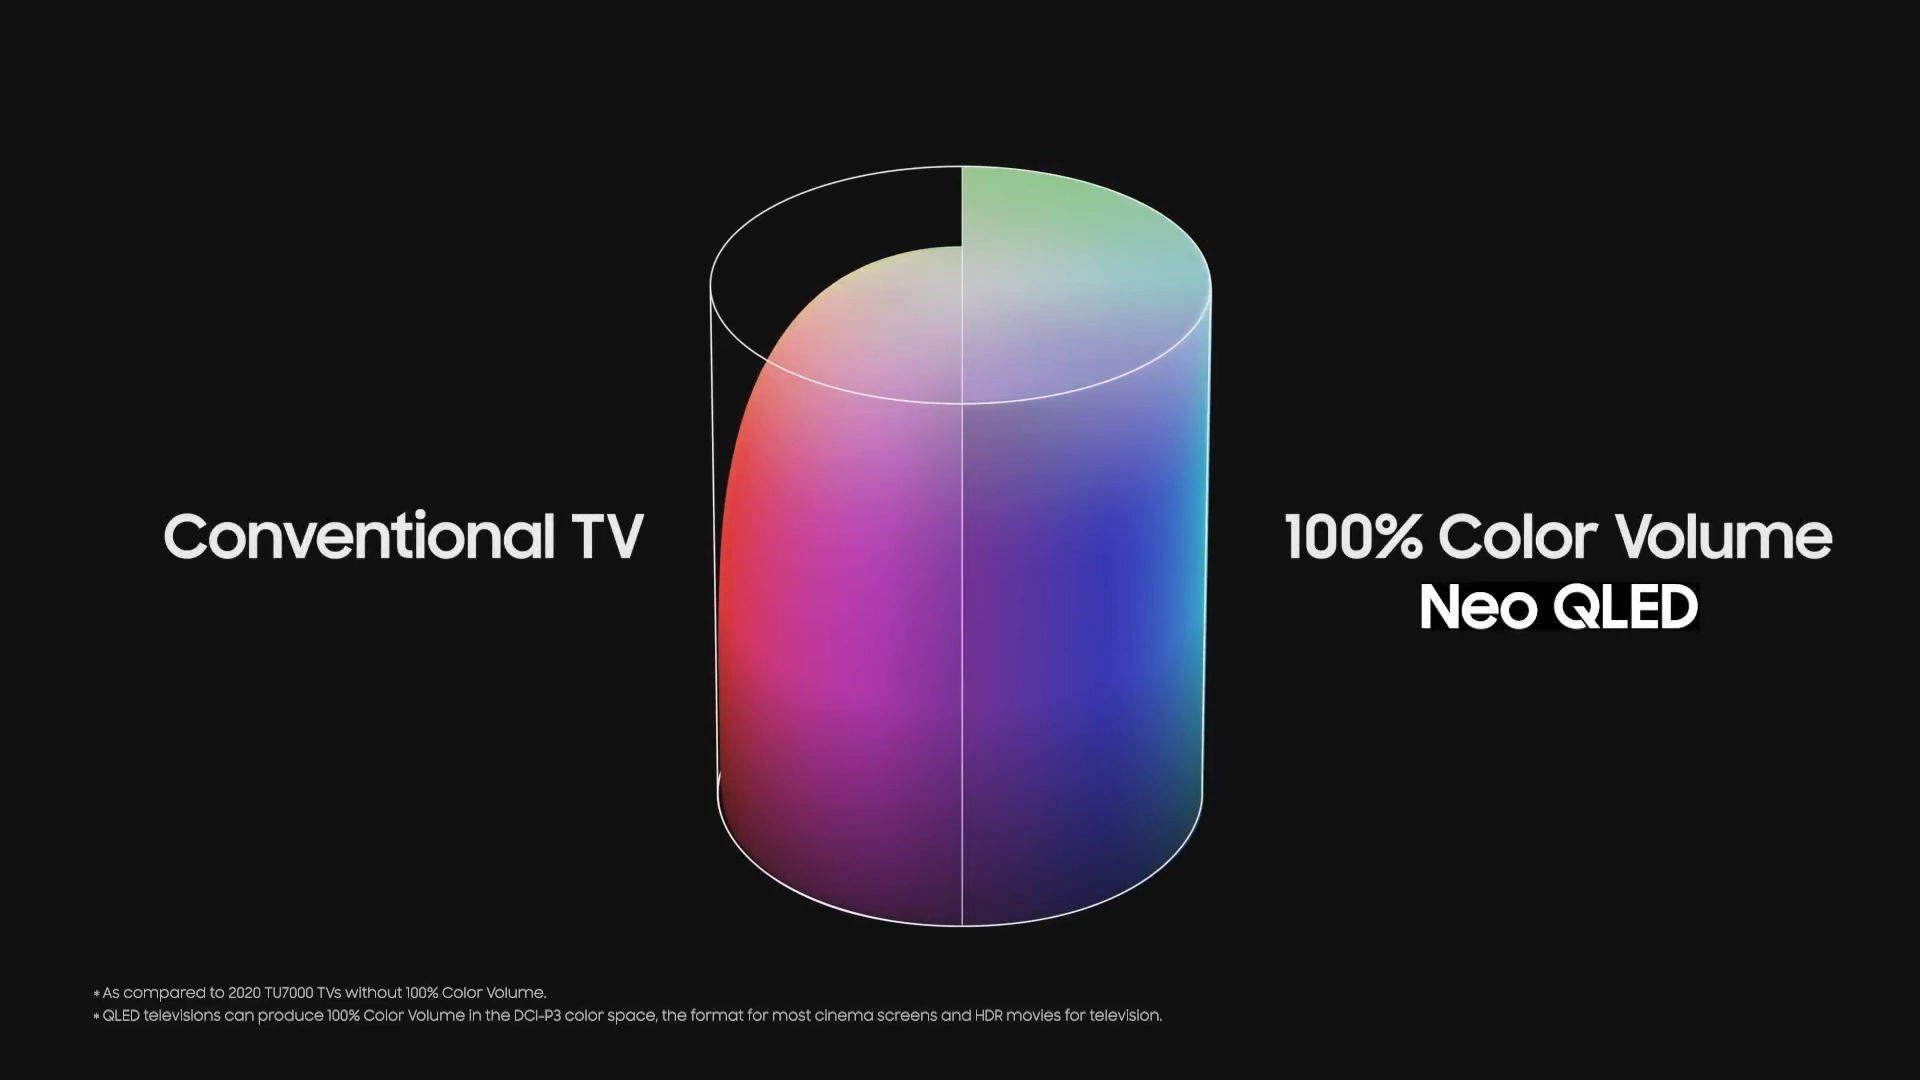 Conventional TV
100% Color Volume
Neo QLED
* As compared to 2020 TU7000 TVs without 100% Color Volume.
* QLED televisions can produce 100% Color Volume in the DCI-P3 color space, the format for most cinema screens and HDR movies for television.